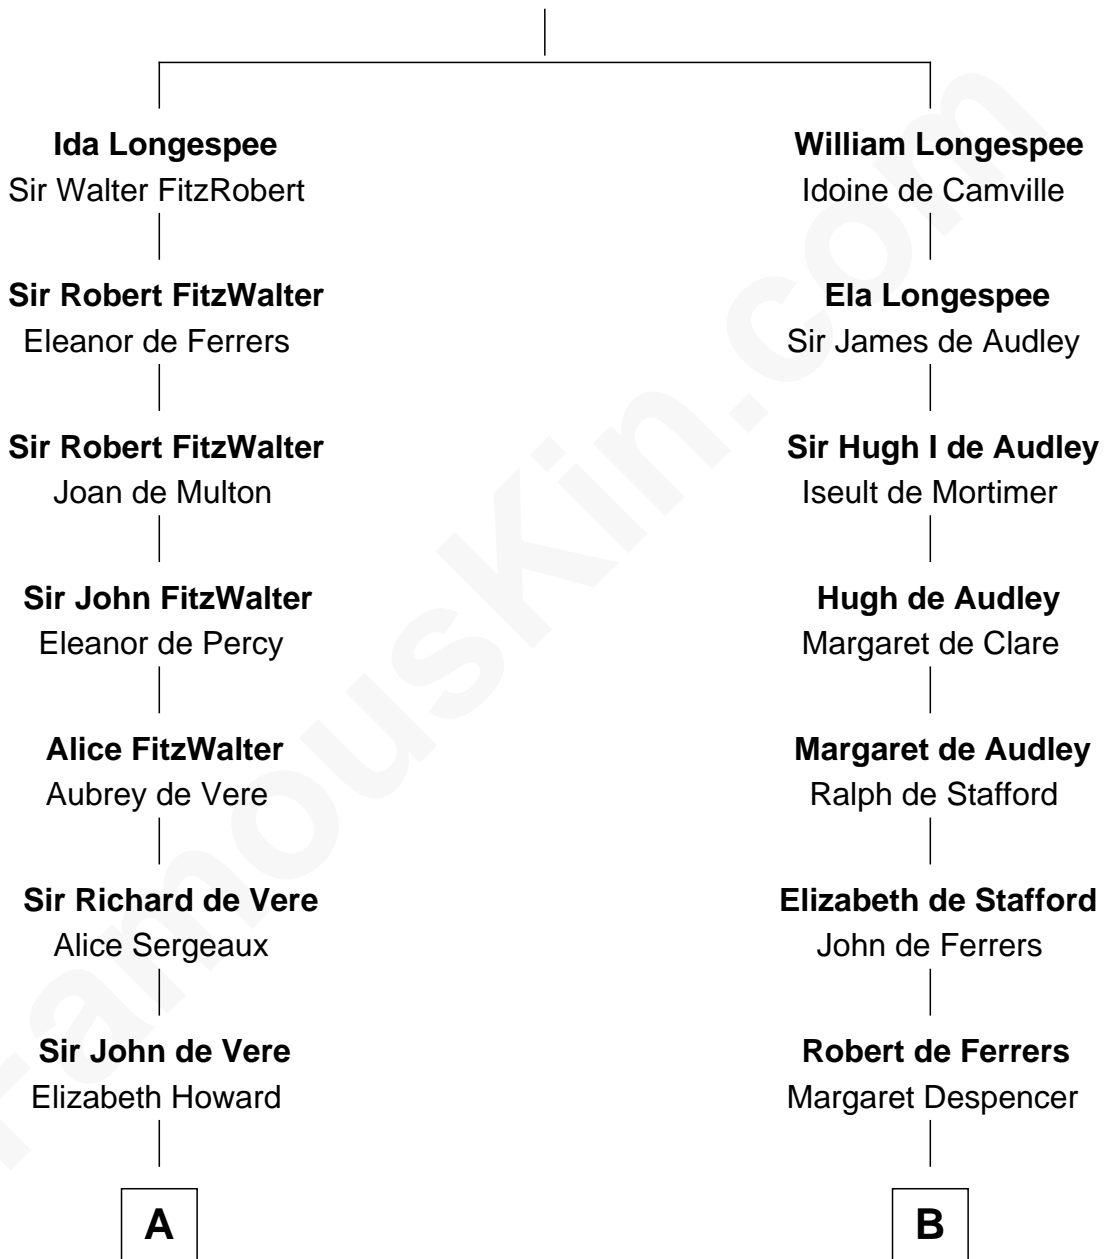 Ida Longespee
Sir Walter FitzRobert
Sir Robert FitzWalter
Eleanor de Ferrers
Sir Robert FitzWalter
Joan de Multon
Sir John FitzWalter
Eleanor de Percy
Alice FitzWalter
Aubrey de Vere
Sir Richard de Vere
Alice Sergeaux
Sir John de Vere
Elizabeth Howard
A
William Longespee
Idoine de Camville
Ela Longespee
Sir James de Audley
Sir Hugh I de Audley
Iseult de Mortimer
Hugh de Audley
Margaret de Clare
Margaret de Audley
Ralph de Stafford
Elizabeth de Stafford
John de Ferrers
Robert de Ferrers
Margaret Despencer
B
FamousKin.com